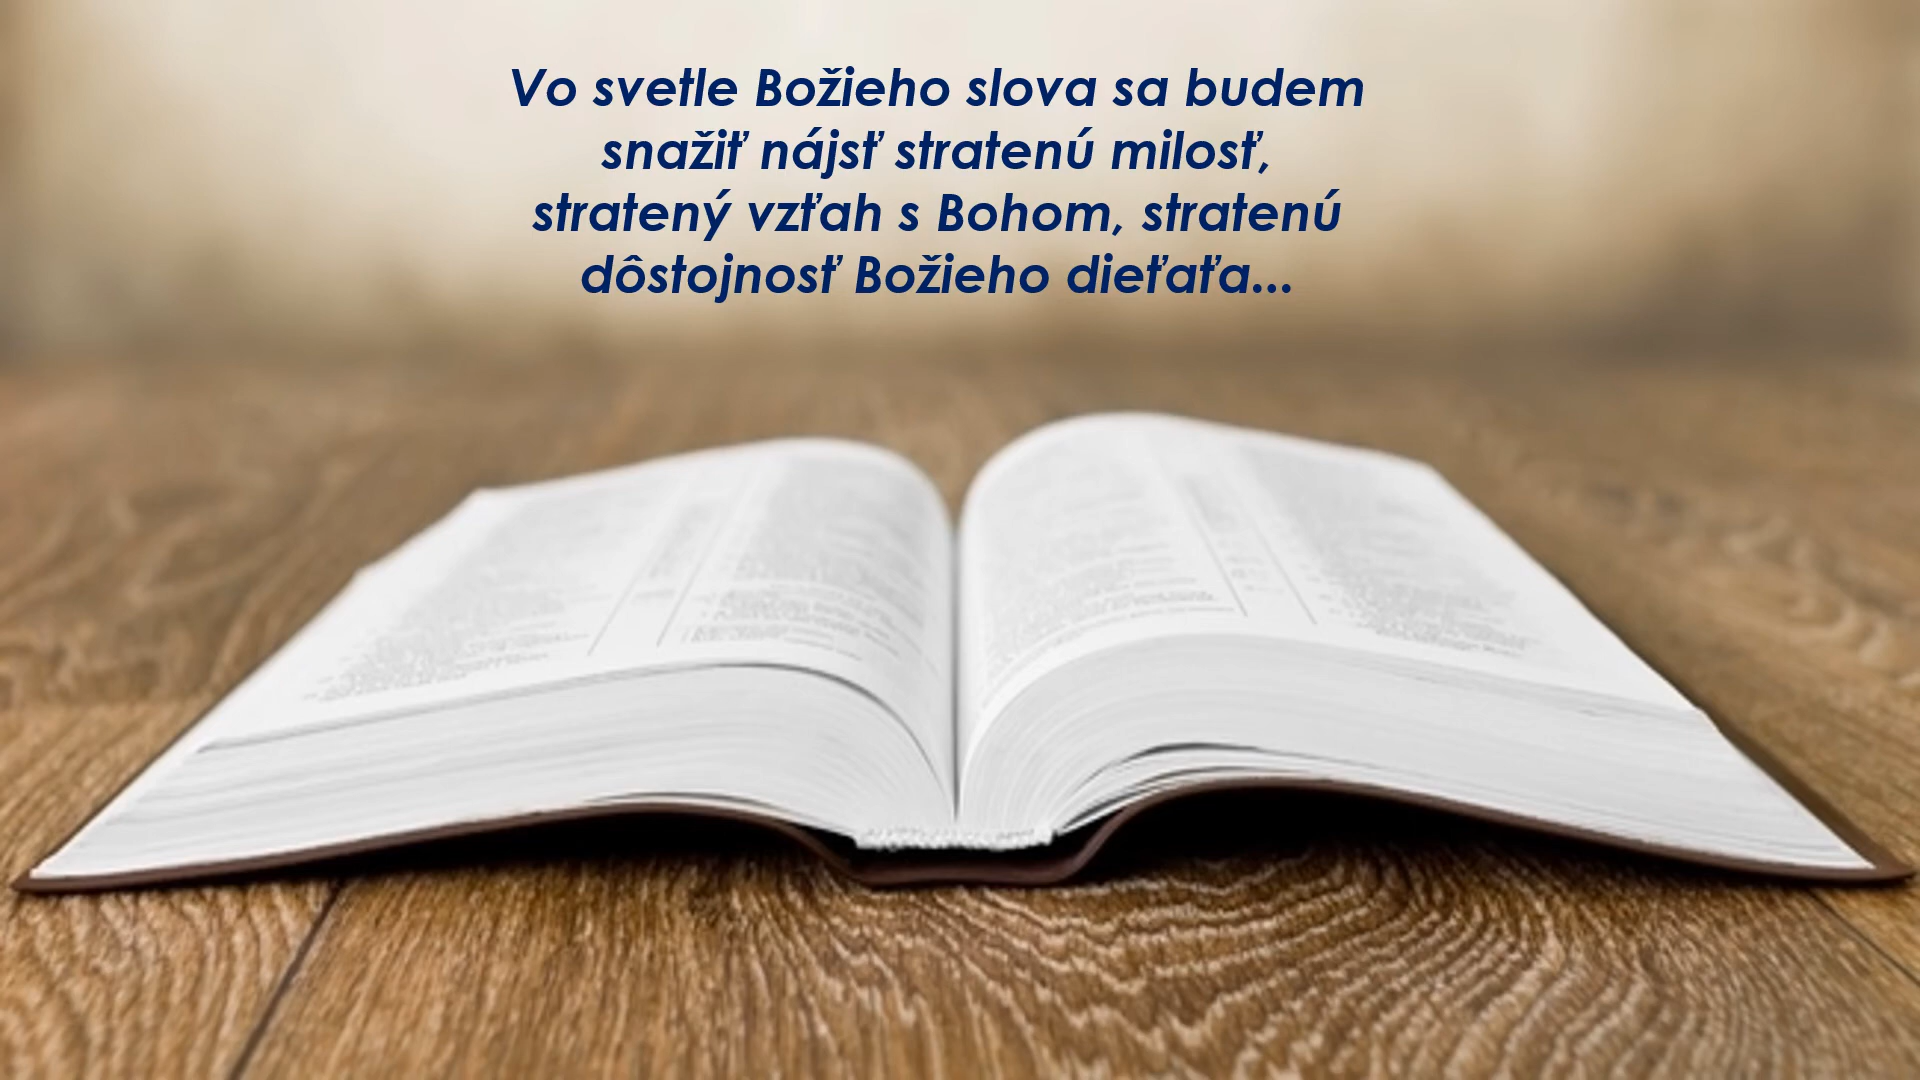 Vo svetle Božieho slova sa budem
snažiť nájsť stratenú milosť,
stratený vzťah s Bohom, stratenú
dôstojnosť Božieho dieťaťa...